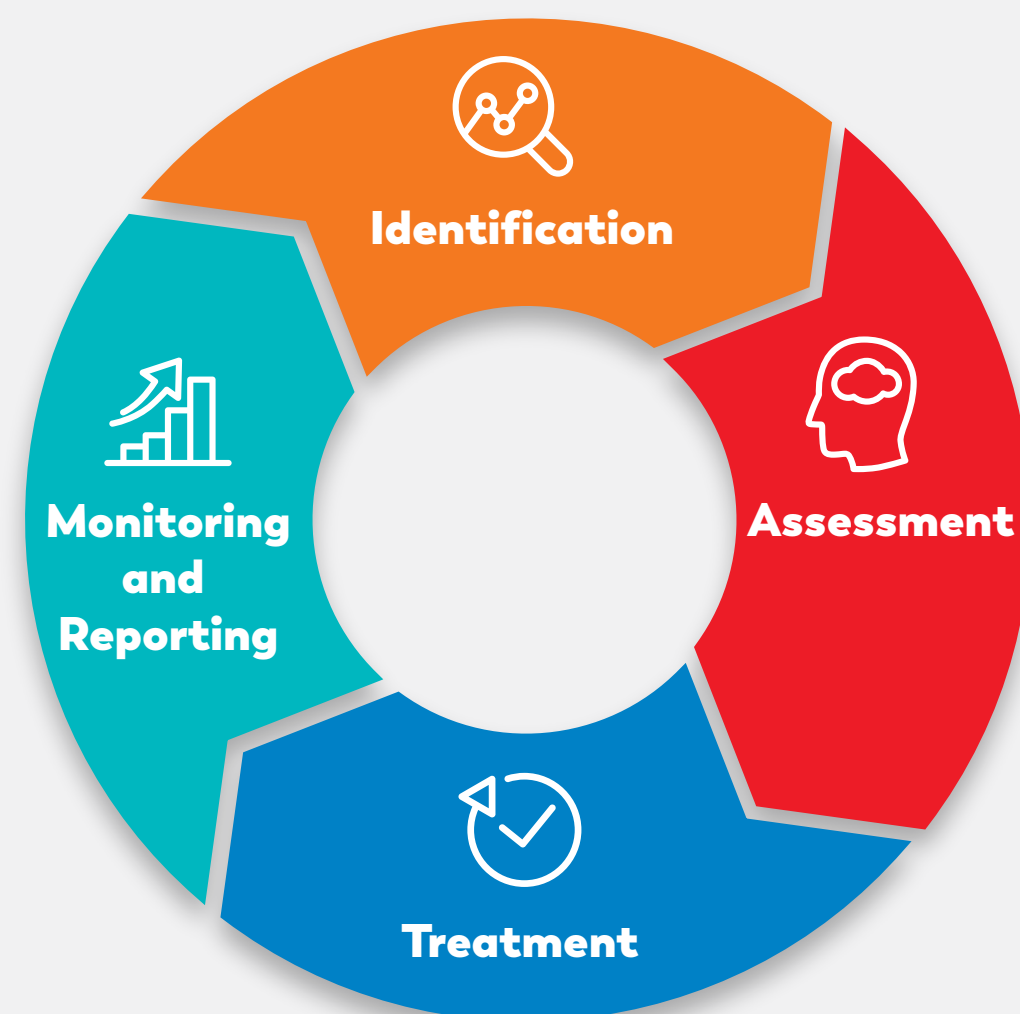 Identification
Assessment
Treatment
Monitoring
and
Reporting